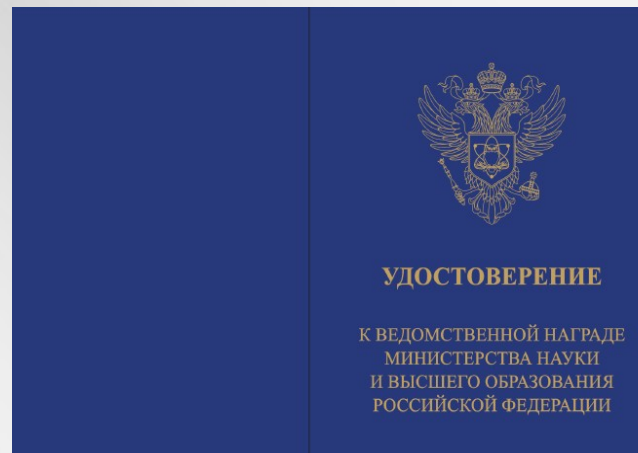 УДОСТОВЕРЕНИЕ
К ВЕДОМСТВЕННОЙ НАГРАДЕ
МИНИСТЕРСТВА НАУКИ
И ВЫСШЕГО ОБРАЗОВАНИЯ
РОССИЙСКОЙ ФЕДЕРАЦИИ